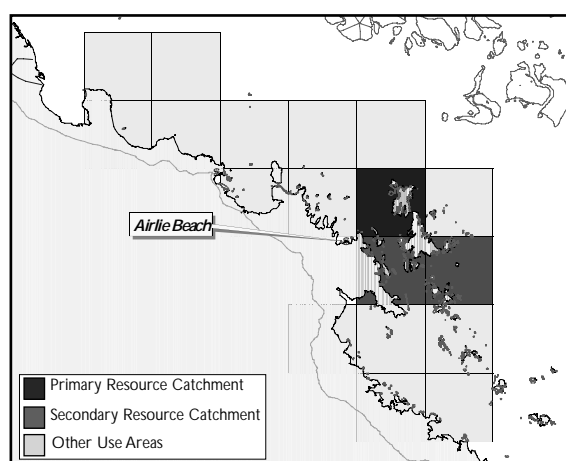 Airlie Beach
Primary Resource Catchment
Secondary Resource Catchment
Other Use Areas